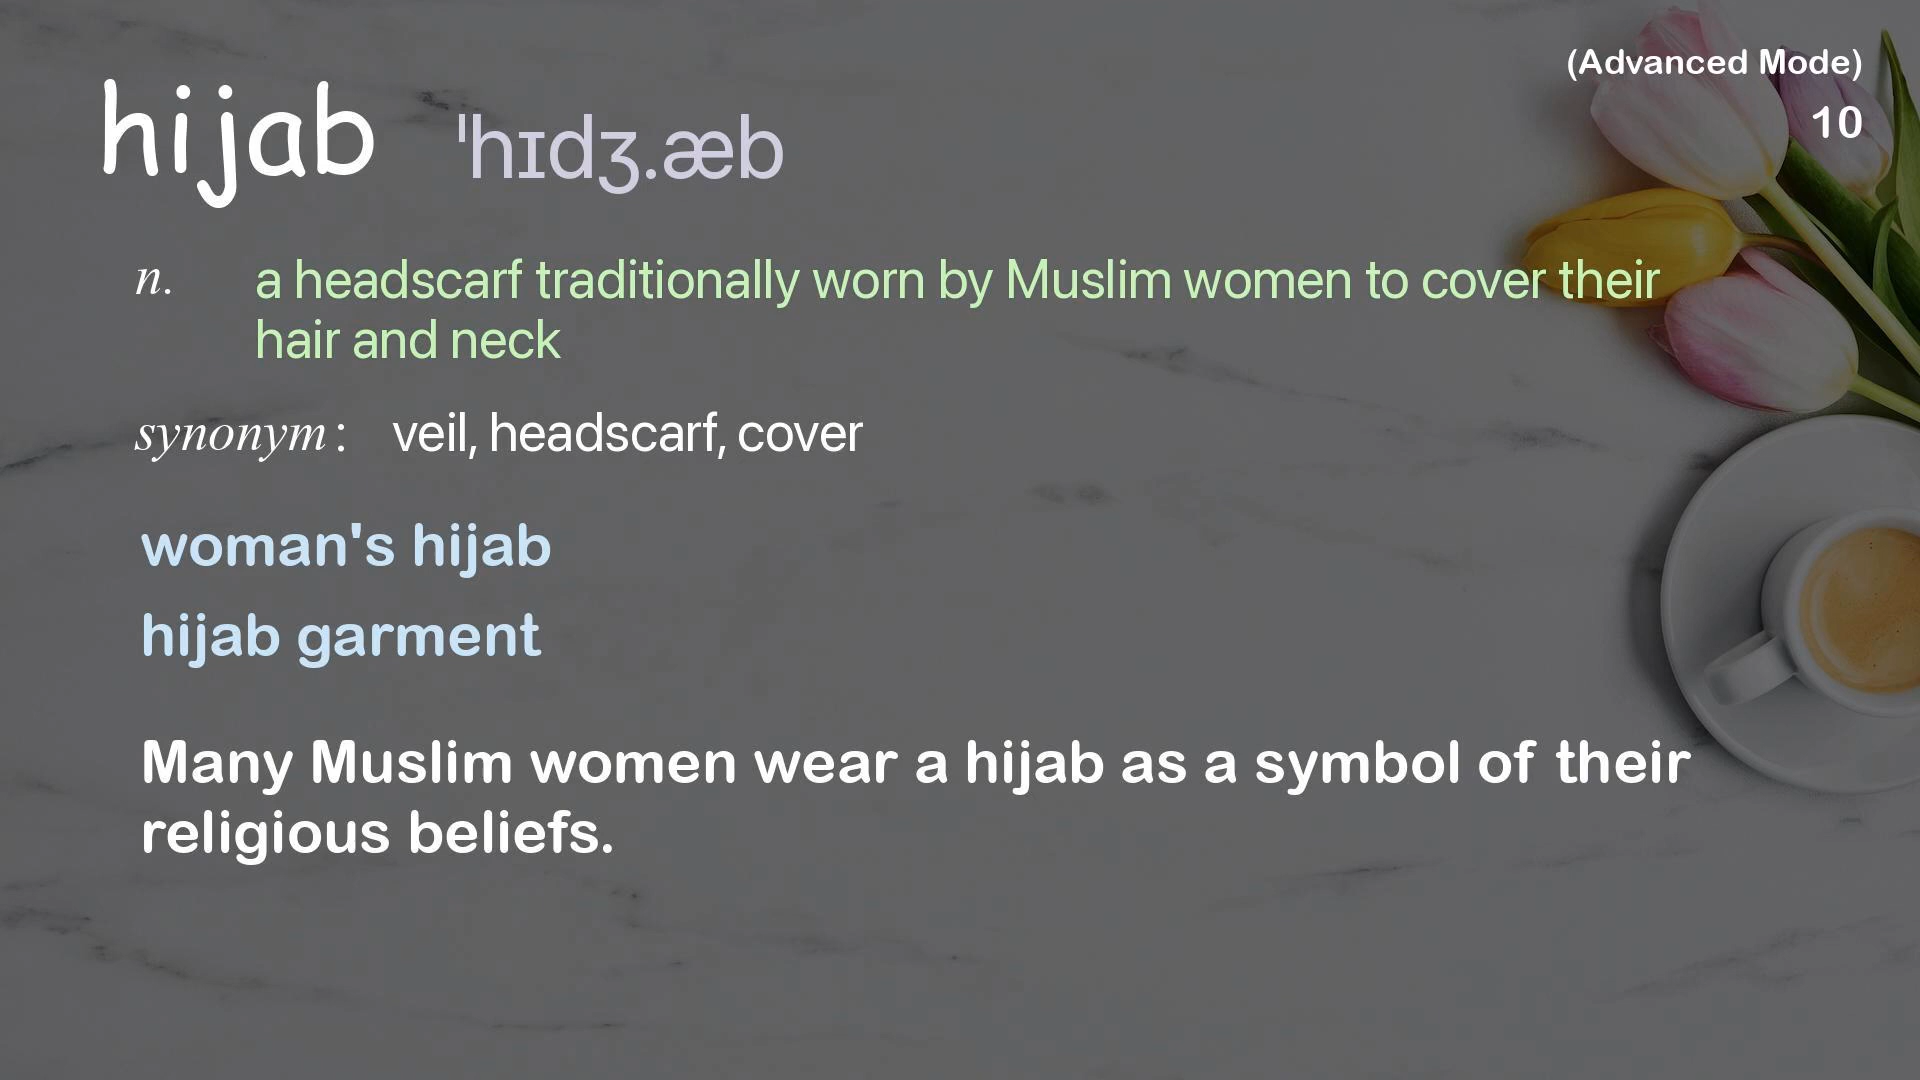 (Advanced Mode)
10
hijab ˈhɪdʒ.æb
n. a headscarf traditionally worn by Muslim women to cover their
hair and neck
synonym: veil, headscarf, cover
woman's hijab
hijab garment
Many Muslim women wear a hijab as a symbol of their
religious beliefs.